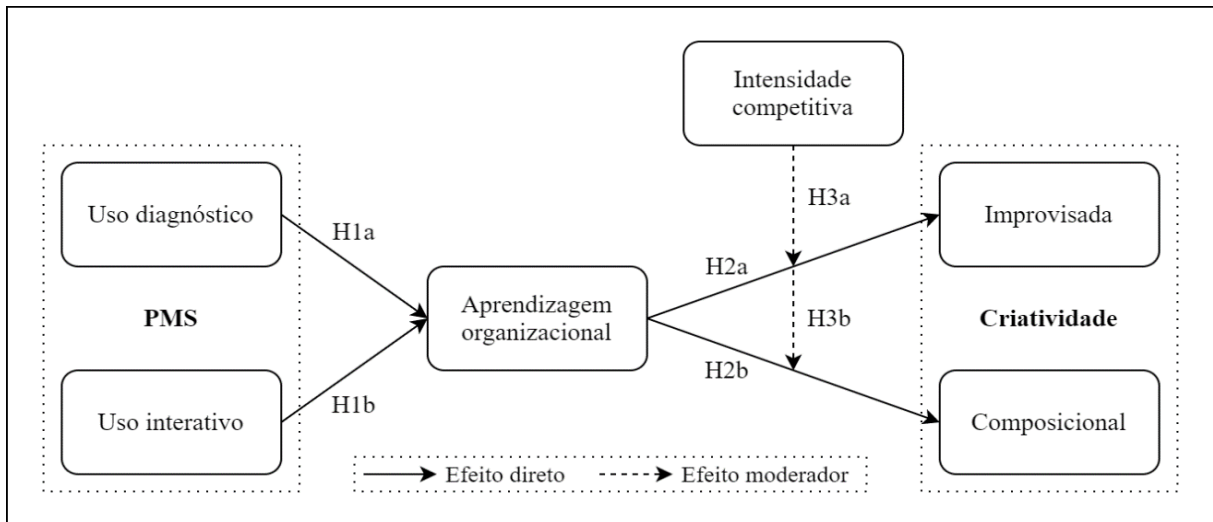 Intensidade
competitiva
Uso diagnóstico
H1a
PMS
Uso interativo
H1b
Aprendizagem
organizacional
H2a
H2b
H3a
H3b
Improvisada
Criatividade
Composicional
Efeito direto
Efeito moderador